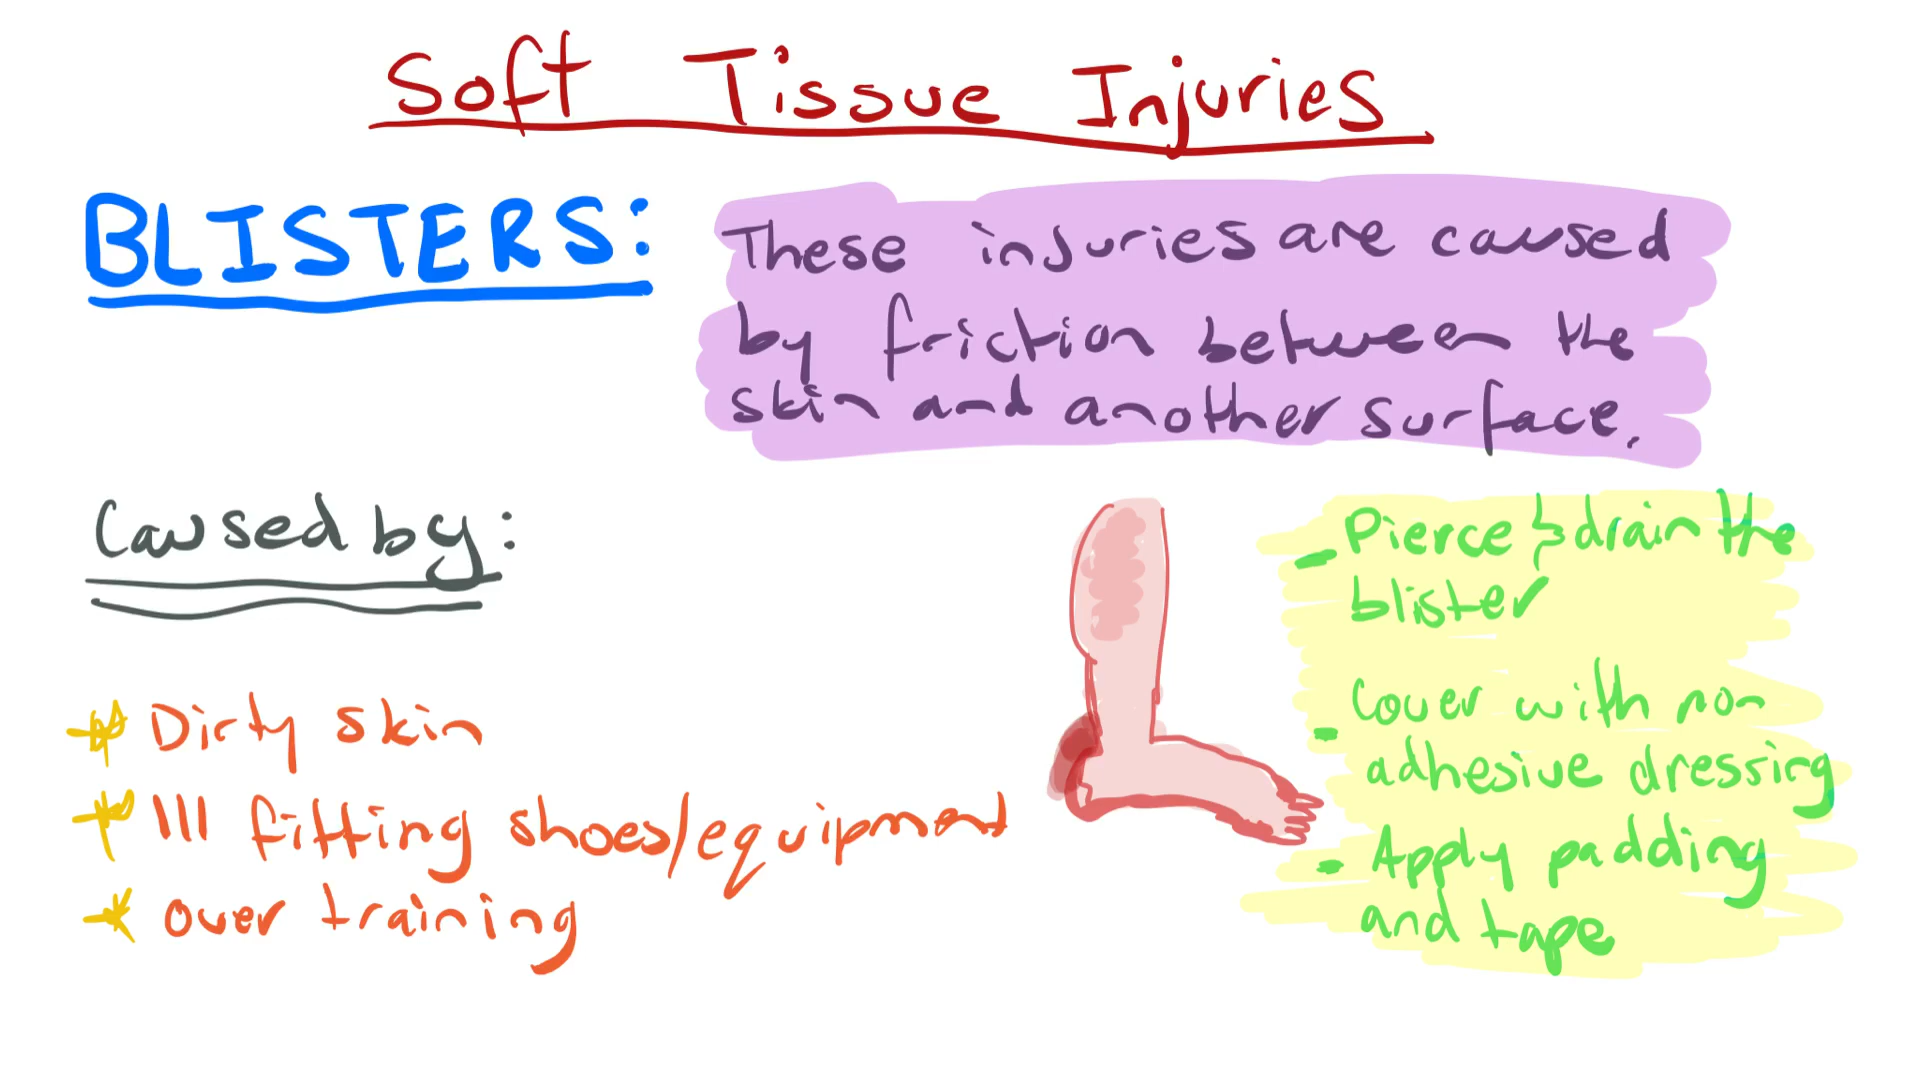 Soft Tissue Injuries
BLISTERS:
These injuries are caused
by friction between the
skin and another surface.
Caused by:
* Dirty skin
* Ill fitting shoes/equipment
* over training
- Pierce & drain the
blister
- Cover with non
adhesive dressing
- Apply padding
and tape